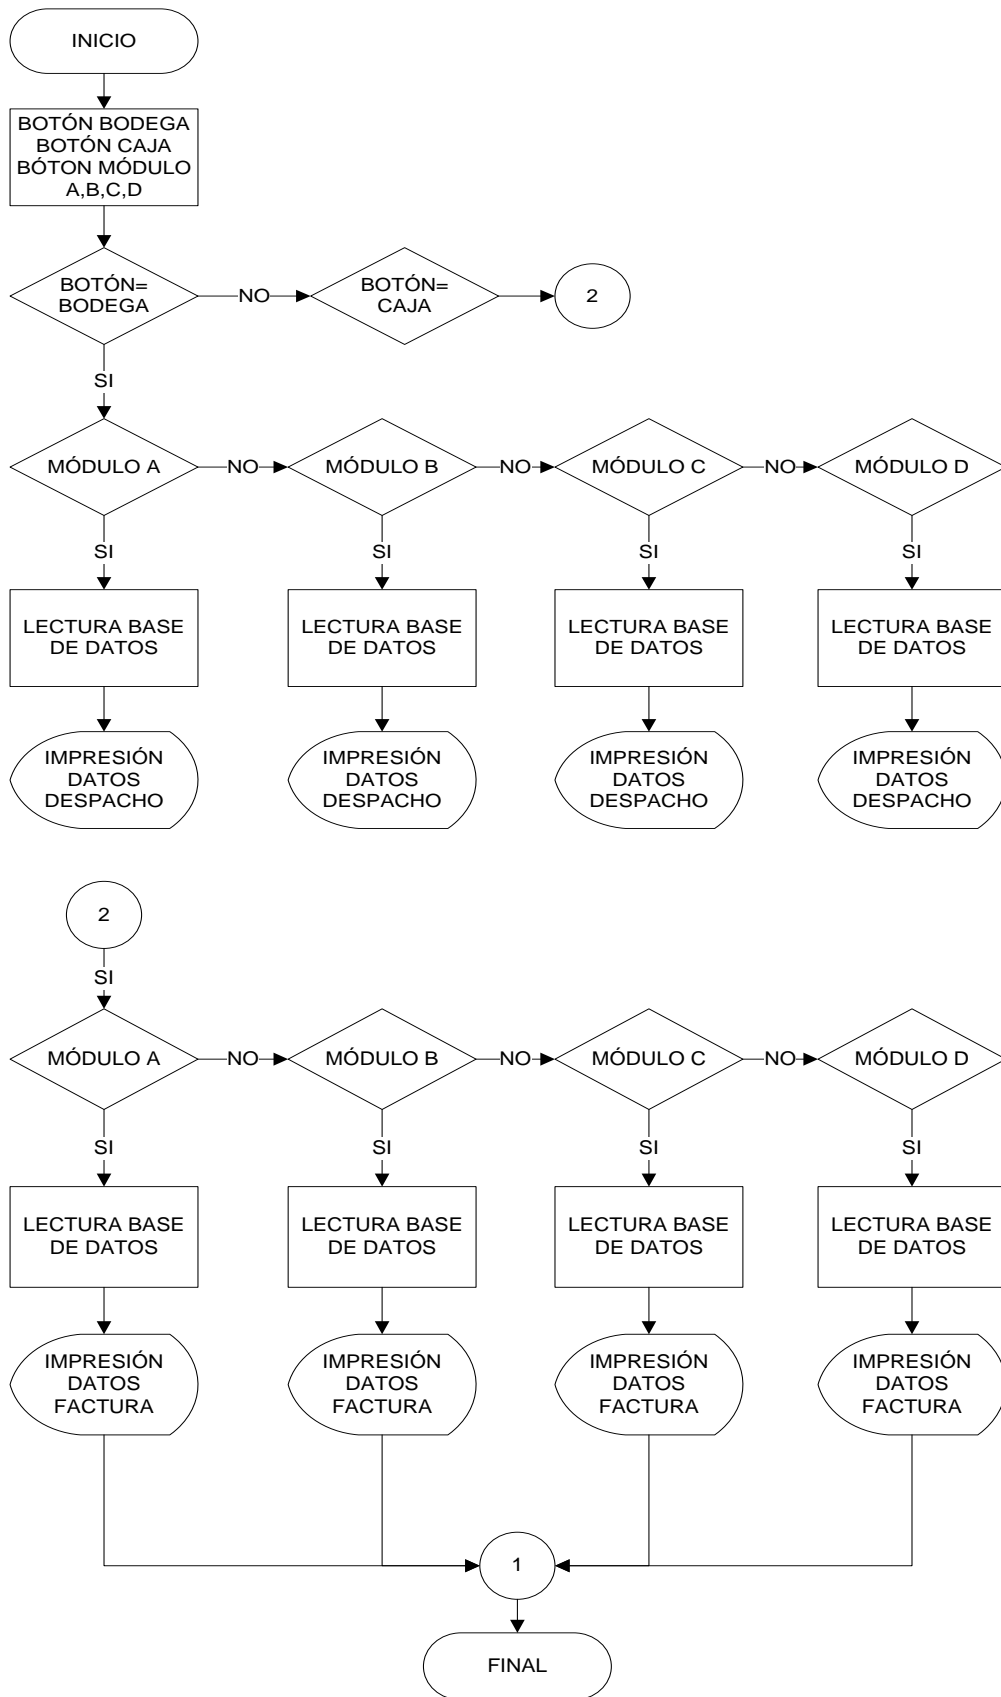 INICIO
BOTÓN BODEGA
BOTÓN CAJA
BÓTON MÓDULO
A,B,C,D
BOTÓN=
BODEGA
NO
BOTÓN=
CAJA
2
SI
MÓDULO A
NO
MÓDULO B
NO
MÓDULO C
NO
MÓDULO D
SI
SI
SI
SI
LECTURA BASE
DE DATOS
LECTURA BASE
DE DATOS
LECTURA BASE
DE DATOS
LECTURA BASE
DE DATOS
IMPRESIÓN
DATOS
DESPACHO
IMPRESIÓN
DATOS
DESPACHO
IMPRESIÓN
DATOS
DESPACHO
IMPRESIÓN
DATOS
DESPACHO
2
SI
MÓDULO A
NO
MÓDULO B
NO
MÓDULO C
NO
MÓDULO D
SI
SI
SI
SI
LECTURA BASE
DE DATOS
LECTURA BASE
DE DATOS
LECTURA BASE
DE DATOS
LECTURA BASE
DE DATOS
IMPRESIÓN
DATOS
FACTURA
IMPRESIÓN
DATOS
FACTURA
IMPRESIÓN
DATOS
FACTURA
IMPRESIÓN
DATOS
FACTURA
1
FINAL